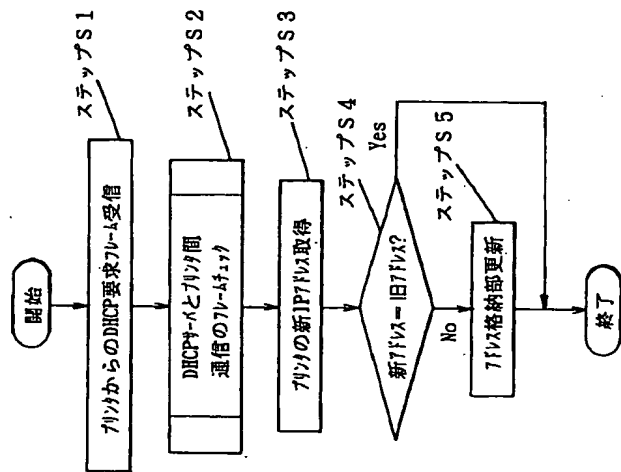 開始
プリンタからのDHCP要求フレーム受信
ステップS1
DHCPサーバとプリンタ間
通信のフレームチェック
ステップS2
プリンタの新IPアドレス取得
ステップS3
新アドレス=旧アドレス?
ステップS4
Yes
No
アドレス格納部更新
ステップS5
終了